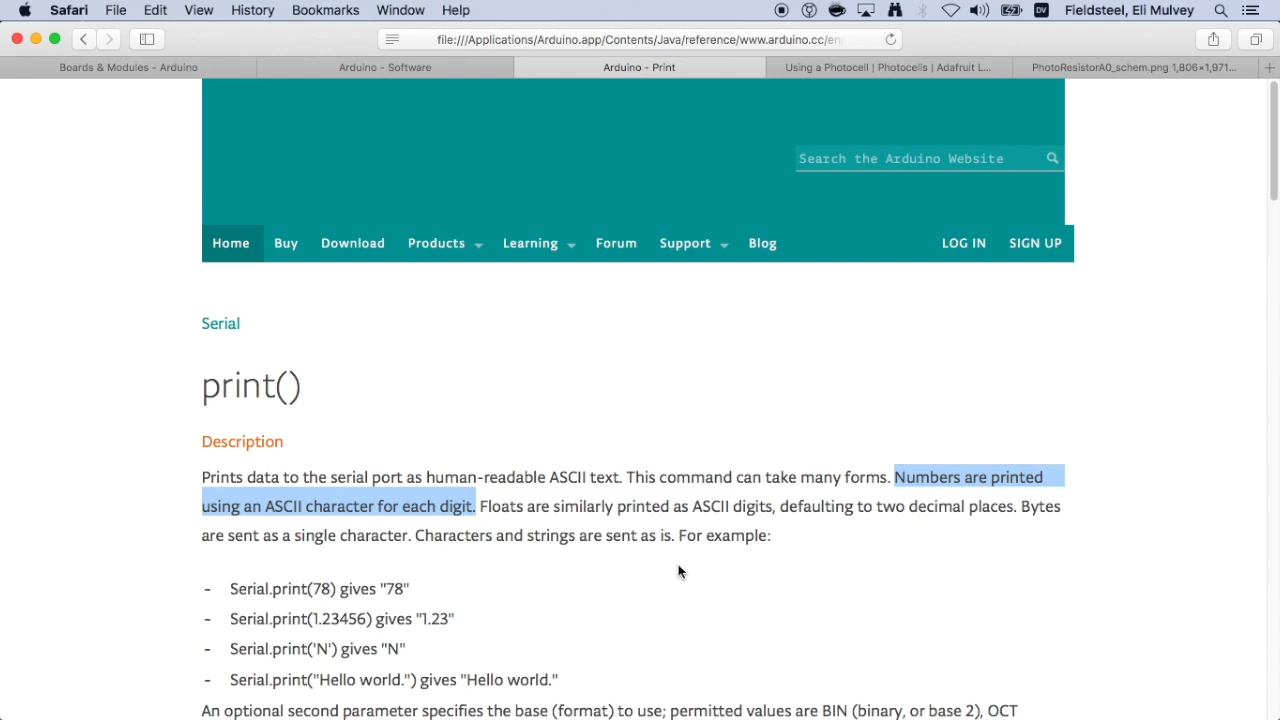 Safari File Edit View History Bookmarks Window Help Fieldsteel, Eli Mulvey
file:///Applications/Arduino.app/Contents/Java/reference/www.arduino.cc/en
Boards & Modules - Arduino Arduino - Software Arduino - Print Using a Photocell | Photocells | Adafruit L... PhotoResistorA0_schem.png 1,806×1,971...
Search the Arduino Website
Home Buy Download Products Learning Forum Support Blog LOG IN SIGN UP
Serial
print()
Description
Prints data to the serial port as human-readable ASCII text. This command can take many forms. Numbers are printed
using an ASCII character for each digit. Floats are similarly printed as ASCII digits, defaulting to two decimal places. Bytes
are sent as a single character. Characters and strings are sent as is. For example:
- Serial.print(78) gives "78"
- Serial.print(1.23456) gives "1.23"
- Serial.print('N') gives "N"
- Serial.print("Hello world.") gives "Hello world."
An optional second parameter specifies the base (format) to use; permitted values are BIN (binary, or base 2), OCT